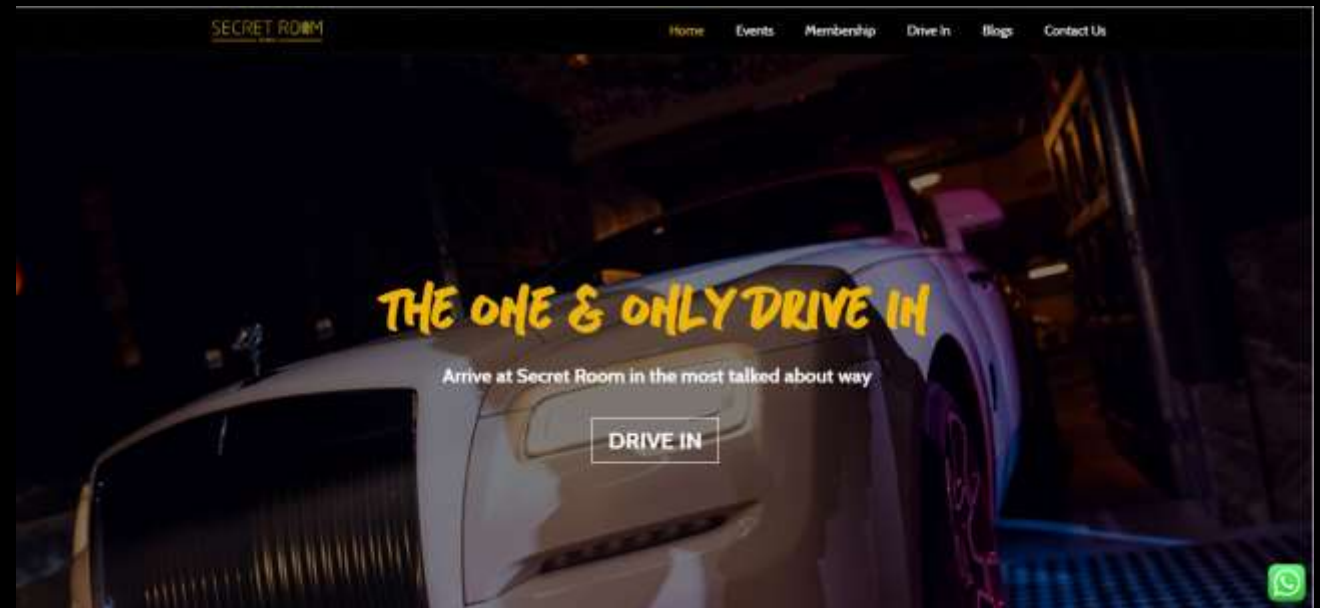 SECRET ROOM
Home Events Membership Drive In Blogs Contact Us
THE ONE & ONLY DRIVE IN
Arrive at Secret Room in the most talked about way
DRIVE IN